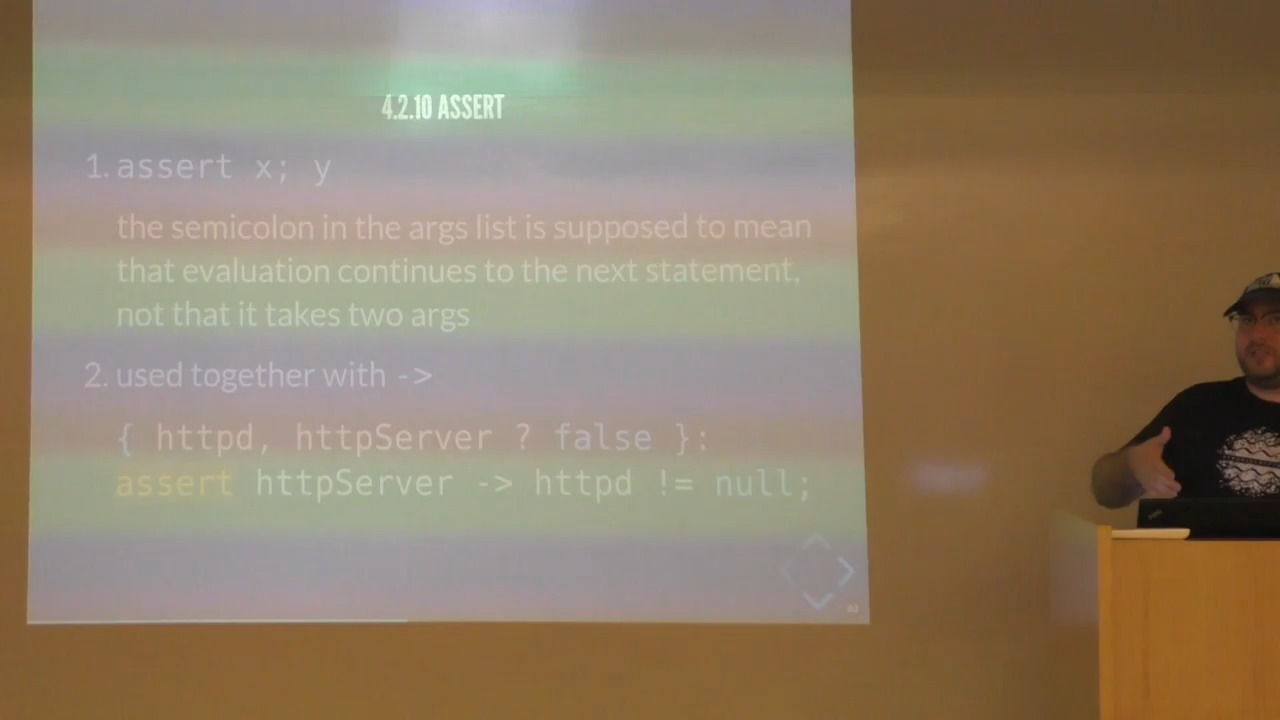 4.2.10 ASSERT
1. assert x; y
the semicolon in the args list is supposed to mean
that evaluation continues to the next statement,
not that it takes two args
2. used together with ->
{ httpd, httpServer ? false }:
assert httpServer -> httpd != null;